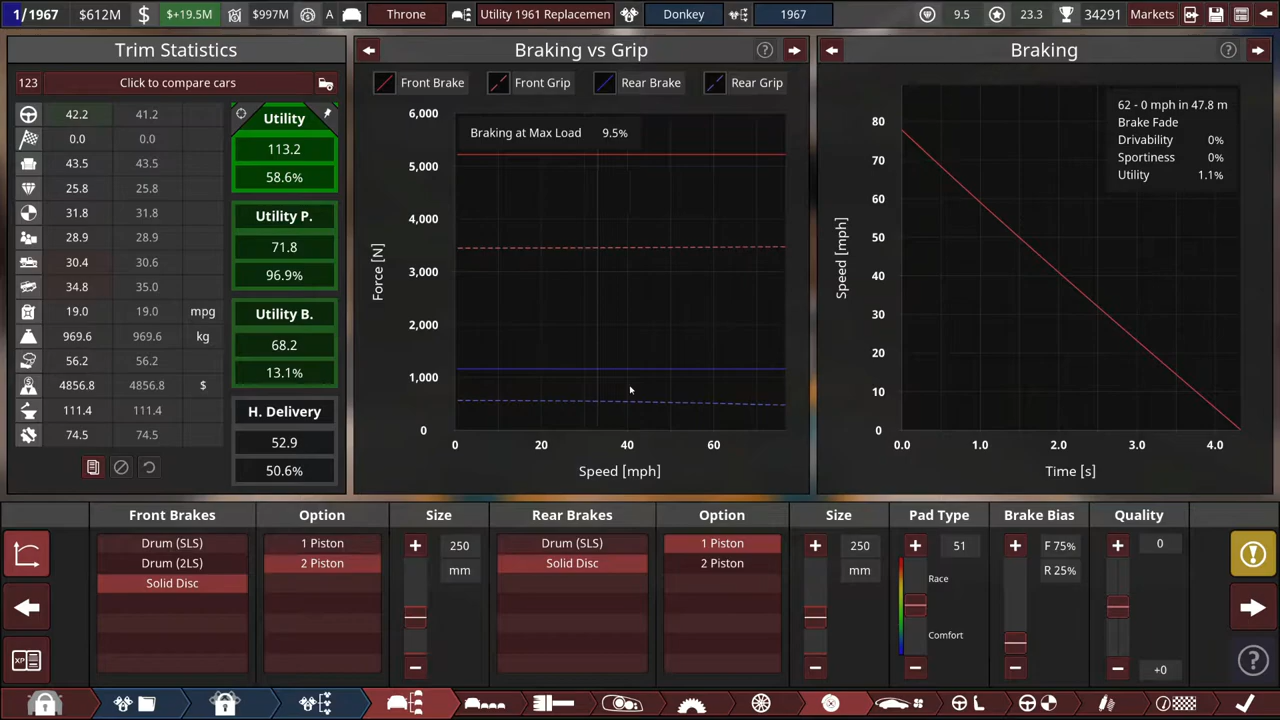 1/1967 $612M $ $+19.5M $997M A Throne Utility 1961 Replacemen Donkey 1967 9.5 23.3 34291 Markets
Trim Statistics
123 Click to compare cars
42.2 41.2
0.0 0.0
43.5 43.5
25.8 25.8
31.8 31.8
28.9 28.9
30.4 30.6
34.8 35.0
19.0 19.0 mpg
969.6 969.6 kg
56.2 56.2
4856.8 4856.8 $
111.4 111.4
74.5 74.5
Utility
113.2
58.6%
Utility P.
71.8
96.9%
Utility B.
68.2
13.1%
H. Delivery
52.9
50.6%
Braking vs Grip ?
Front Brake Front Grip Rear Brake Rear Grip
Braking at Max Load 9.5%
Force [N]
6,000
5,000
4,000
3,000
2,000
1,000
0
0 20 40 60
Speed [mph]
Braking ?
62 - 0 mph in 47.8 m
Brake Fade
Drivability 0%
Sportiness 0%
Utility 1.1%
Speed [mph]
80
70
60
50
40
30
20
10
0
0.0 1.0 2.0 3.0 4.0
Time [s]
Front Brakes
Drum (SLS)
Drum (2LS)
Solid Disc
Option
1 Piston
2 Piston
Size
+ 250
mm
−
Rear Brakes
Drum (SLS)
Solid Disc
Option
1 Piston
2 Piston
Size
+ 250
mm
−
Pad Type
+ 51
Race
Comfort
−
Brake Bias
+ F 75%
R 25%
−
Quality
+ 0
− +0
XP
?